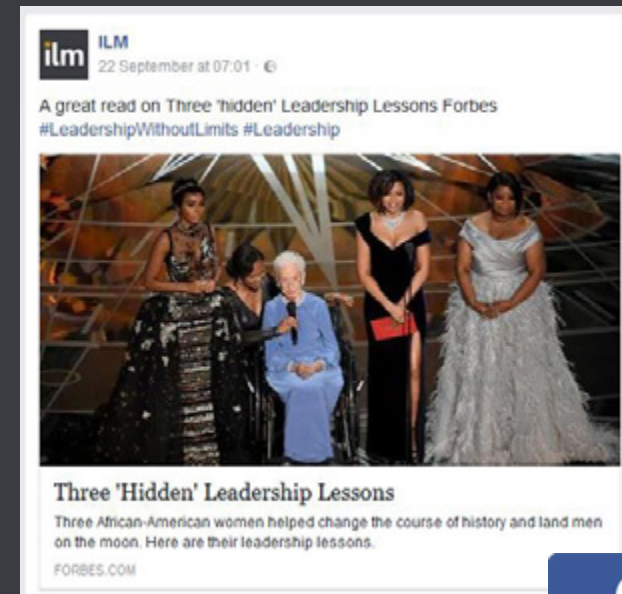 ilm
ILM
22 September at 07:01 ·
A great read on Three 'hidden' Leadership Lessons Forbes
#LeadershipWithoutLimits #Leadership
Three 'Hidden' Leadership Lessons
Three African-American women helped change the course of history and land men
on the moon. Here are their leadership lessons.
FORBES.COM